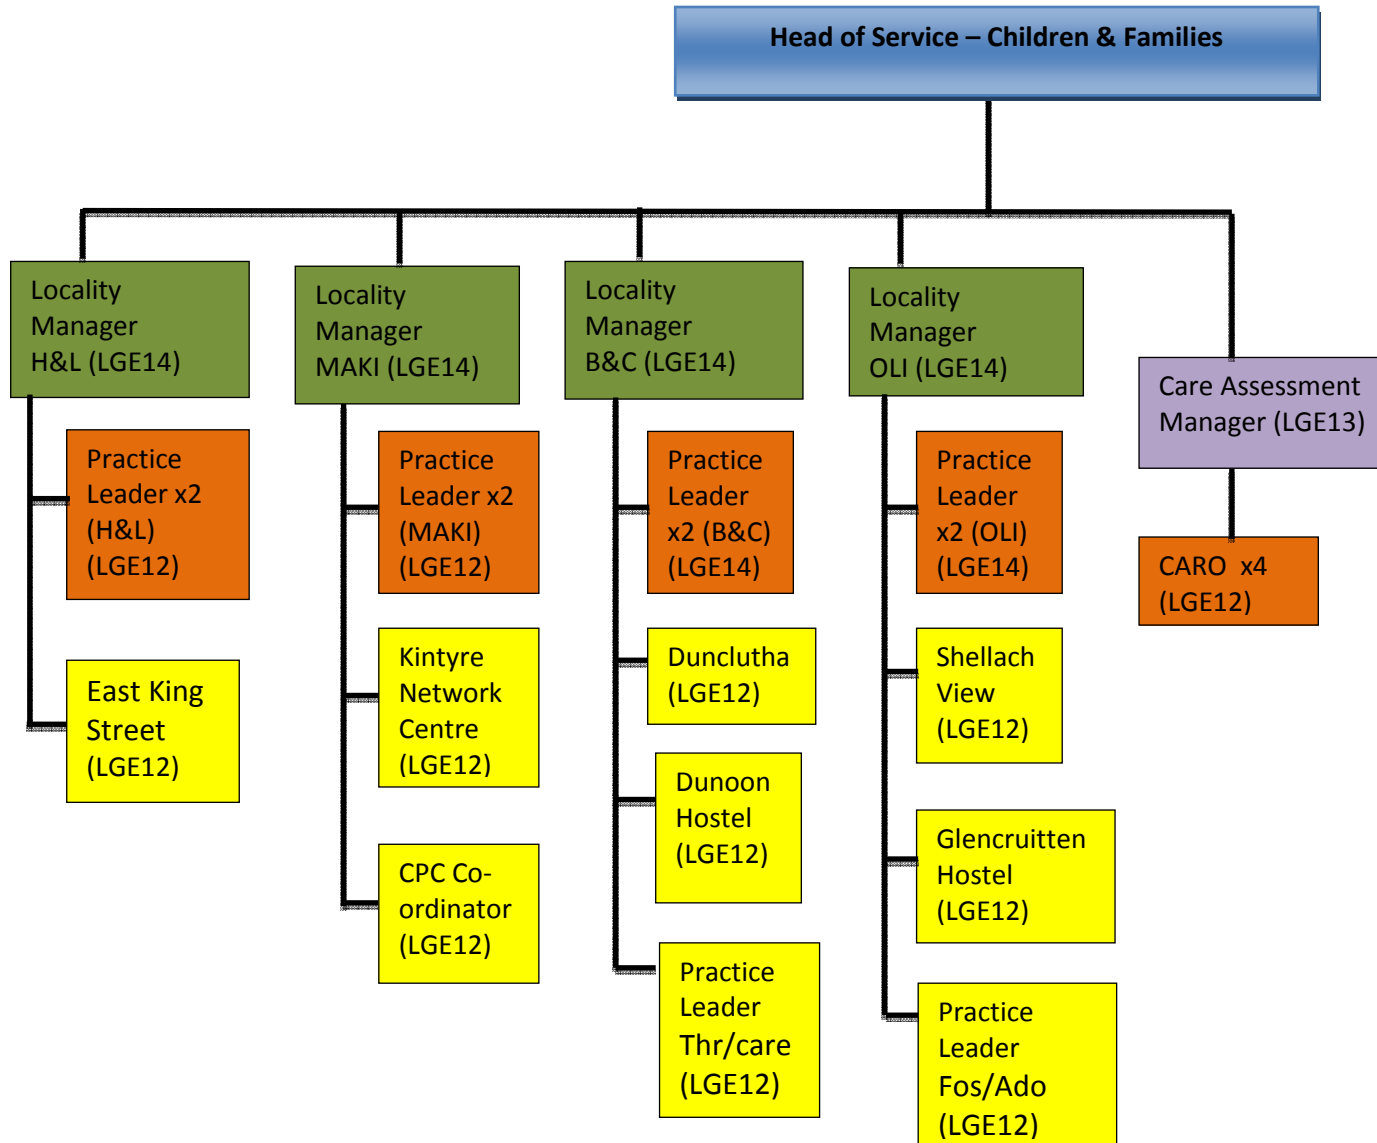 Head of Service – Children & Families
Locality
Manager
H&L (LGE14)
Practice
Leader x2
(H&L)
(LGE12)
East King
Street
(LGE12)
Locality
Manager
MAKI (LGE14)
Practice
Leader x2
(MAKI)
(LGE12)
Kintyre
Network
Centre
(LGE12)
CPC Co-
ordinator
(LGE12)
Locality
Manager
B&C (LGE14)
Practice
Leader
x2 (B&C)
(LGE14)
Dunclutha
(LGE12)
Dunoon
Hostel
(LGE12)
Practice
Leader
Thr/care
(LGE12)
Locality
Manager
OLI (LGE14)
Practice
Leader
x2 (OLI)
(LGE14)
Shellach
View
(LGE12)
Glencruitten
Hostel
(LGE12)
Practice
Leader
Fos/Ado
(LGE12)
Care Assessment
Manager (LGE13)
CARO x4
(LGE12)